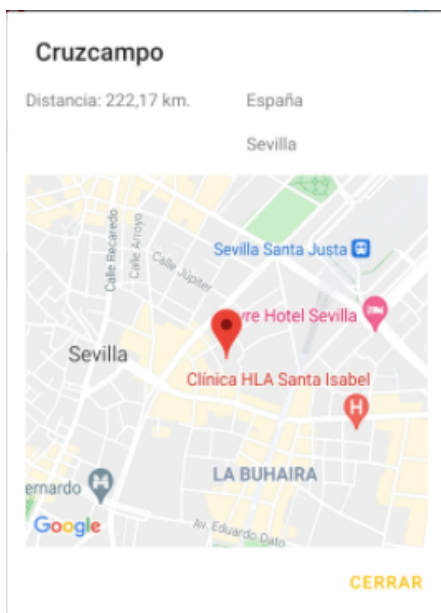 Cruzcampo
Distancia: 222,17 km. España
Sevilla
Calle Recaredo
Calle Arroyo
Calle Júpiter
Sevilla Santa Justa
yre Hotel Sevilla
Sevilla
Clínica HLA Santa Isabel
H
LA BUHAIRA
ernardo
Google
Av. Eduardo Dato
CERRAR